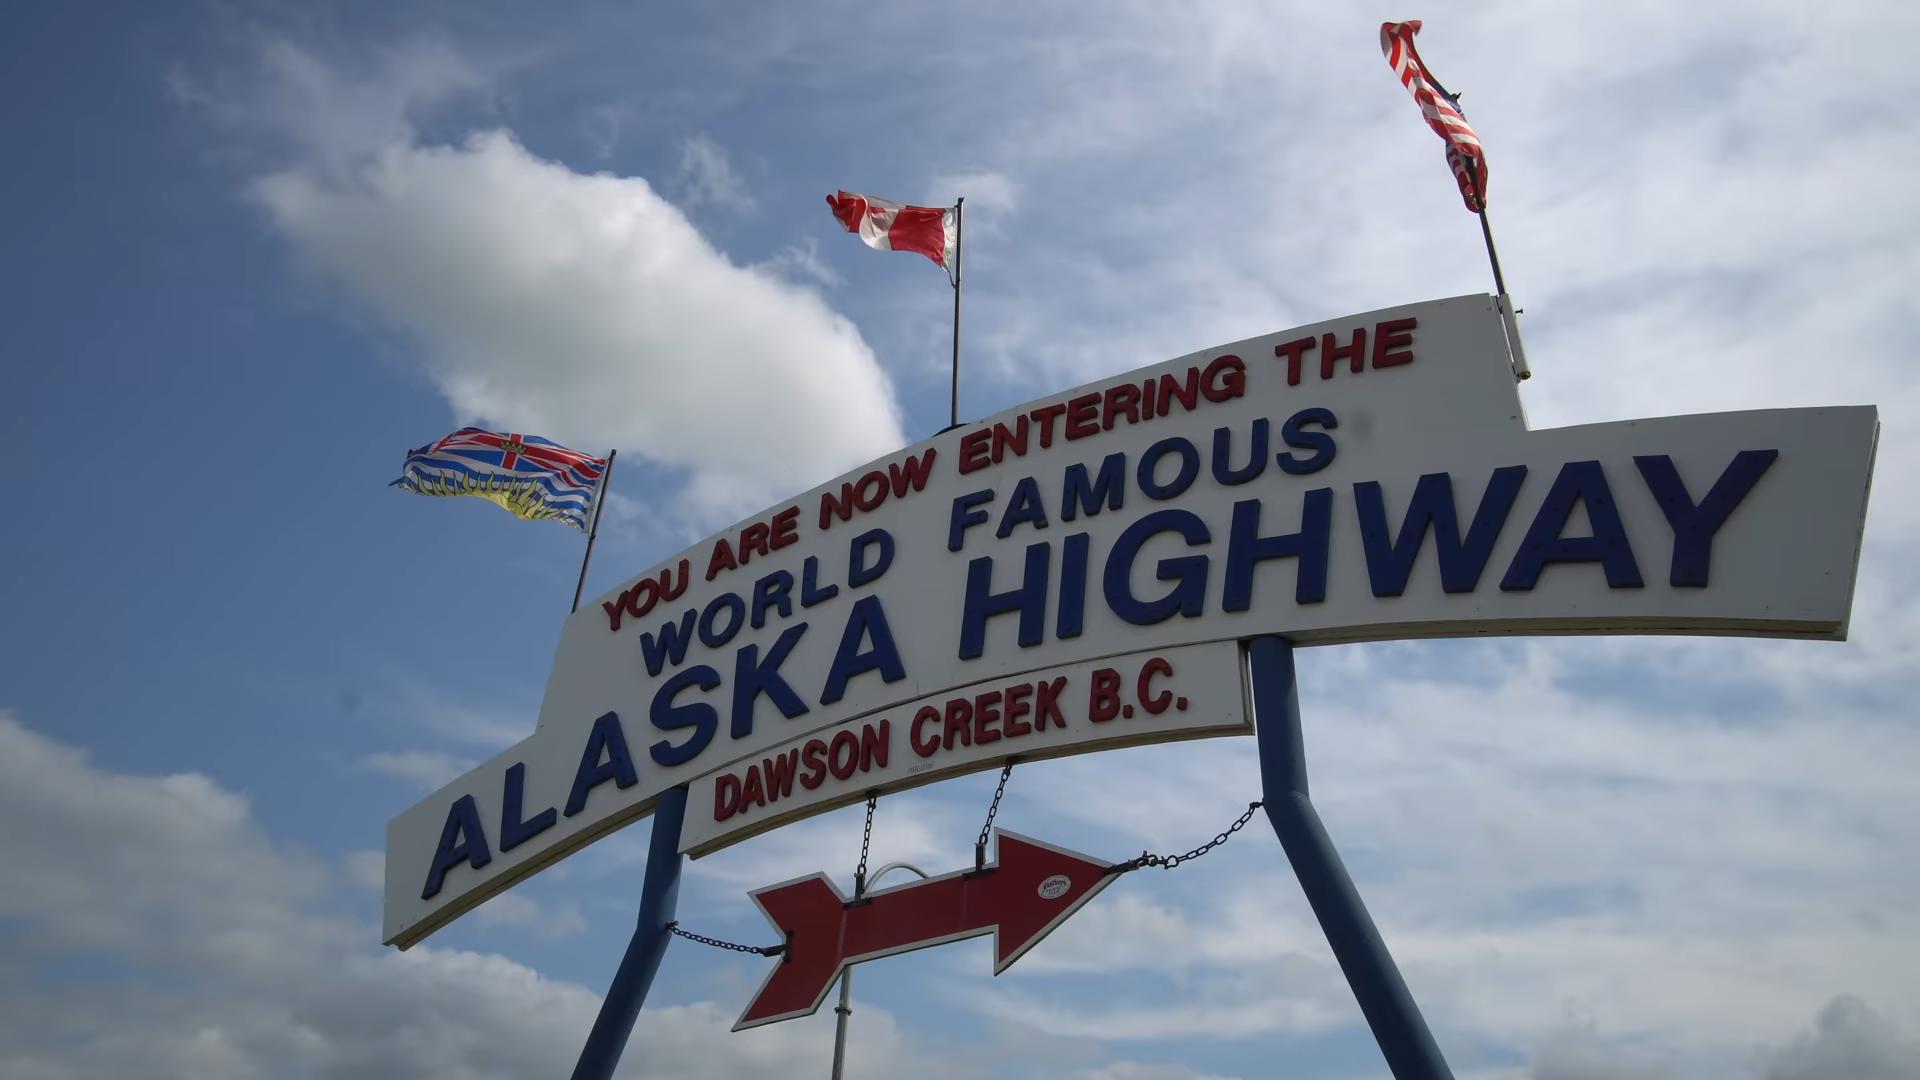 YOU ARE NOW ENTERING THE
WORLD FAMOUS
ALASKA HIGHWAY
DAWSON CREEK B.C.